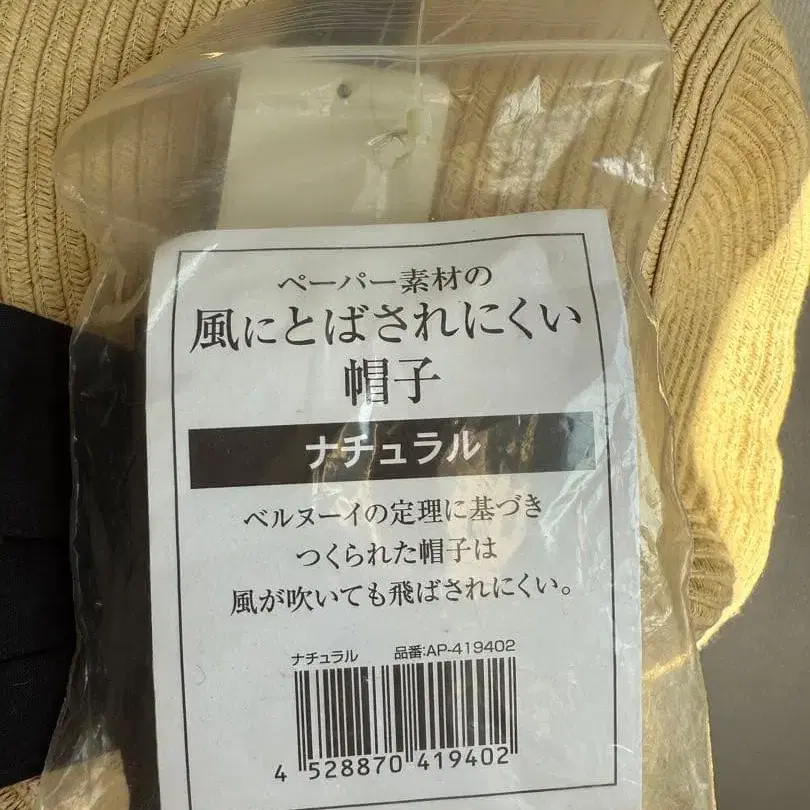 ペーパー素材の
風にとばされにくい
帽子
ナチュラル
ベルヌーイの定理に基づき
つくられた帽子は
風が吹いても飛ばされにくい。
ナチュラル 品番:AP-419402
4 528870 419402